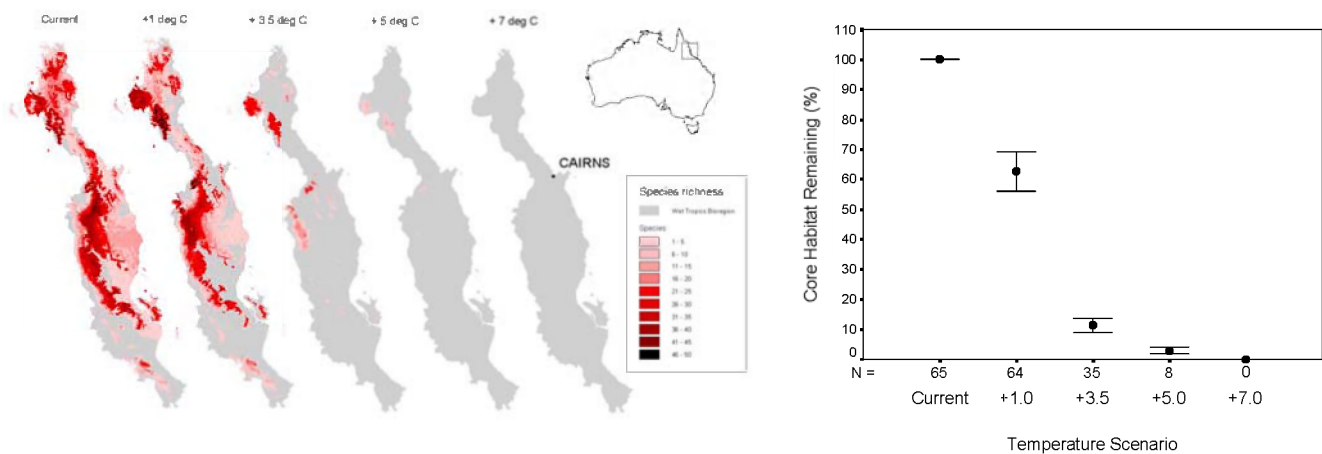 Current +1 deg C + 3.5 deg C + 5 deg C + 7 deg C
CAIRNS
Species richness
Wet Tropics Bioregion
Species
1 - 5
6 - 10
11 - 15
16 - 20
21 - 25
26 - 30
31 - 35
36 - 40
41 - 45
46 - 50
Core Habitat Remaining (%)
110
100
90
80
70
60
50
40
30
20
10
0
N = 65 64 35 8 0
Current +1.0 +3.5 +5.0 +7.0
Temperature Scenario